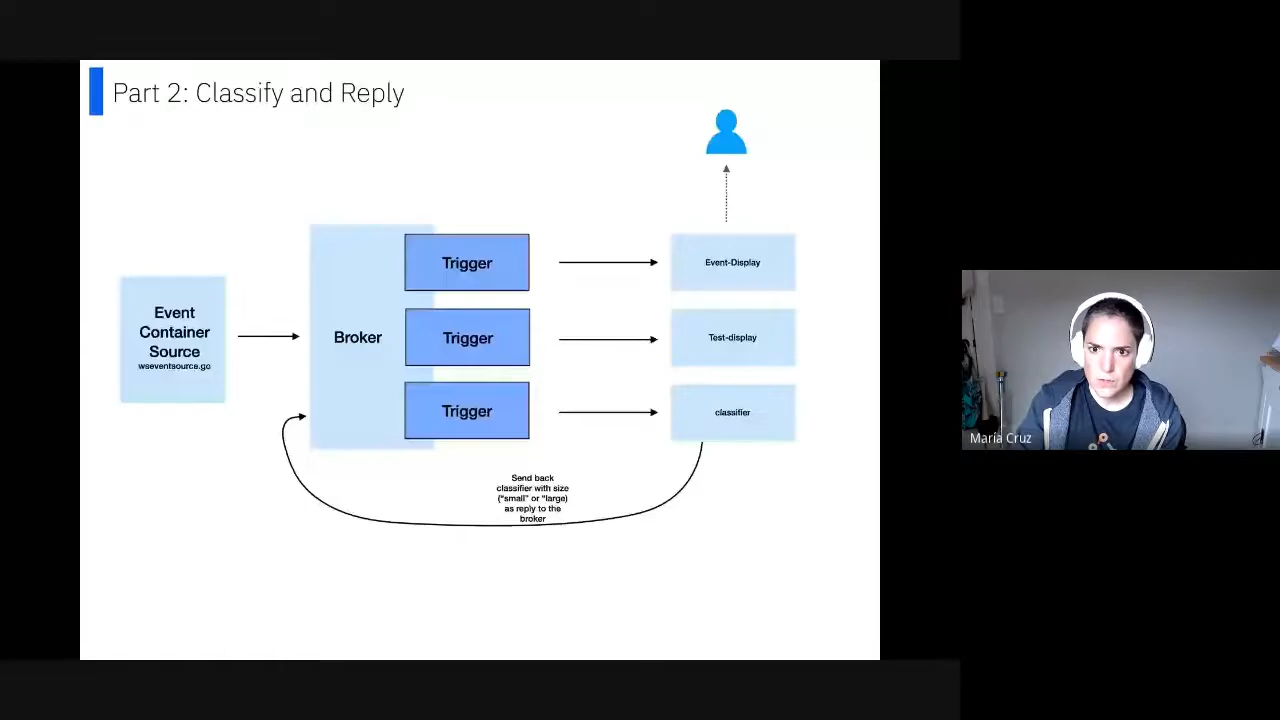 Part 2: Classify and Reply
Event
Container
Source
wseventsource.go
Broker
Trigger
Trigger
Trigger
Event-Display
Test-display
classifier
Send back
classifier with size
("small" or "large)
as reply to the
broker
María Cruz